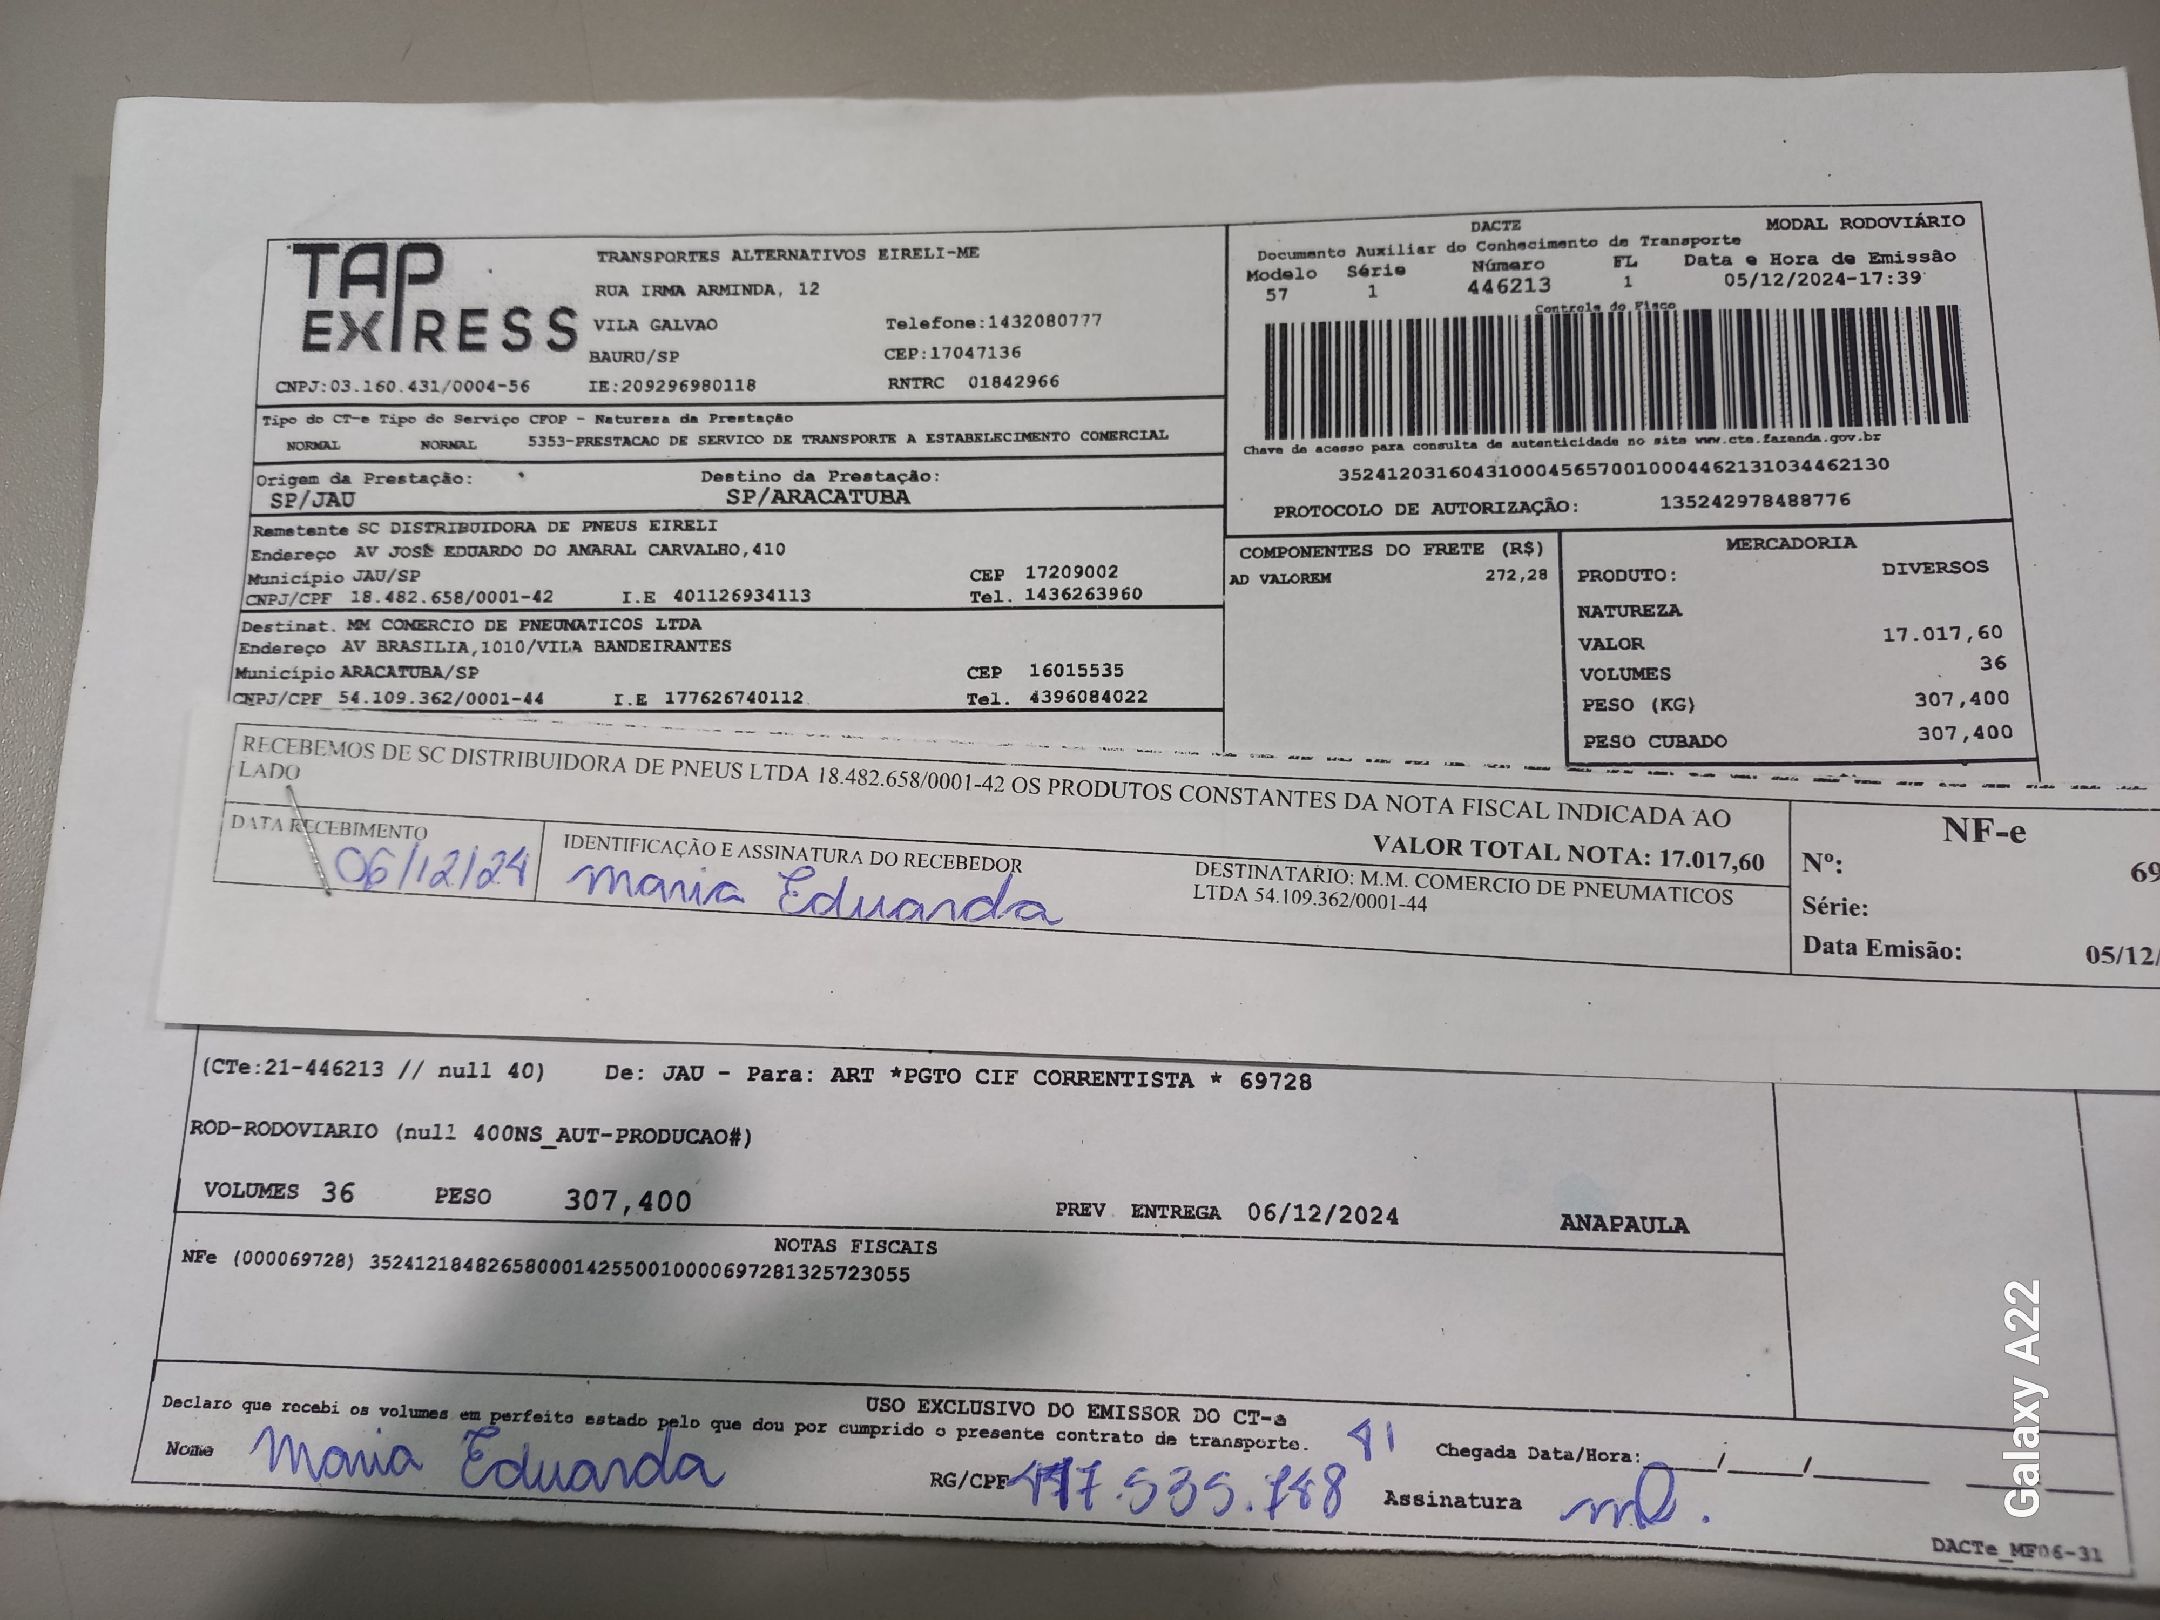 TAP EXPRESS
TRANSPORTES ALTERNATIVOS EIRELI-ME
RUA IRMA ARMINDA, 12
VILA GALVAO Telefone:1432080777
BAURU/SP CEP:17047136
CNPJ:03.160.431/0004-56 IE:209296980118 RNTRC 01842966
DACTE MODAL RODOVIÁRIO
Documento Auxiliar do Conhecimento de Transporte
Modelo Série Número FL Data e Hora de Emissão
57 1 446213 1 05/12/2024-17:39
Controle do Fisco
Chave de acesso para consulta de autenticidade no site www.cte.fazenda.gov.br
35241203160431000456570010004462131034462130
PROTOCOLO DE AUTORIZAÇÃO: 135242978488776
Tipo do CT-e Tipo do Serviço CFOP - Natureza da Prestação
NORMAL NORMAL 5353-PRESTACAO DE SERVICO DE TRANSPORTE A ESTABELECIMENTO COMERCIAL
Origem da Prestação: Destino da Prestação:
SP/JAU SP/ARACATUBA
Remetente SC DISTRIBUIDORA DE PNEUS EIRELI
Endereço AV JOSÉ EDUARDO DO AMARAL CARVALHO,410
Município JAU/SP CEP 17209002
CNPJ/CPF 18.482.658/0001-42 I.E 401126934113 Tel. 1436263960
Destinat. MM COMERCIO DE PNEUMATICOS LTDA
Endereço AV BRASILIA,1010/VILA BANDEIRANTES
Município ARACATUBA/SP CEP 16015535
CNPJ/CPF 54.109.362/0001-44 I.E 177626740112 Tel. 4396084022
COMPONENTES DO FRETE (R$)
AD VALOREM 272,28
MERCADORIA
PRODUTO: DIVERSOS
NATUREZA
VALOR 17.017,60
VOLUMES 36
PESO (KG) 307,400
PESO CUBADO 307,400
RECEBEMOS DE SC DISTRIBUIDORA DE PNEUS LTDA 18.482.658/0001-42 OS PRODUTOS CONSTANTES DA NOTA FISCAL INDICADA AO
LADO
VALOR TOTAL NOTA: 17.017,60
DATA RECEBIMENTO IDENTIFICAÇÃO E ASSINATURA DO RECEBEDOR
06/12/24 Maria Eduarda
DESTINATARIO: M.M. COMERCIO DE PNEUMATICOS
LTDA 54.109.362/0001-44
NF-e
Nº: 69
Série:
Data Emissão: 05/12/
(CTe:21-446213 // null 40) De: JAU - Para: ART *PGTO CIF CORRENTISTA * 69728
ROD-RODOVIARIO (null 400NS_AUT-PRODUCAO#)
VOLUMES 36 PESO 307,400 PREV ENTREGA 06/12/2024 ANAPAULA
NOTAS FISCAIS
NFe (000069728) 35241218482658000142550010000697281325723055
USO EXCLUSIVO DO EMISSOR DO CT-e
Declaro que recebi os volumes em perfeito estado pelo que dou por cumprido o presente contrato de transporte.
Chegada Data/Hora: / /
Nome Maria Eduarda RG/CPF Assinatura
DACTe_MF06-31
Galaxy A22